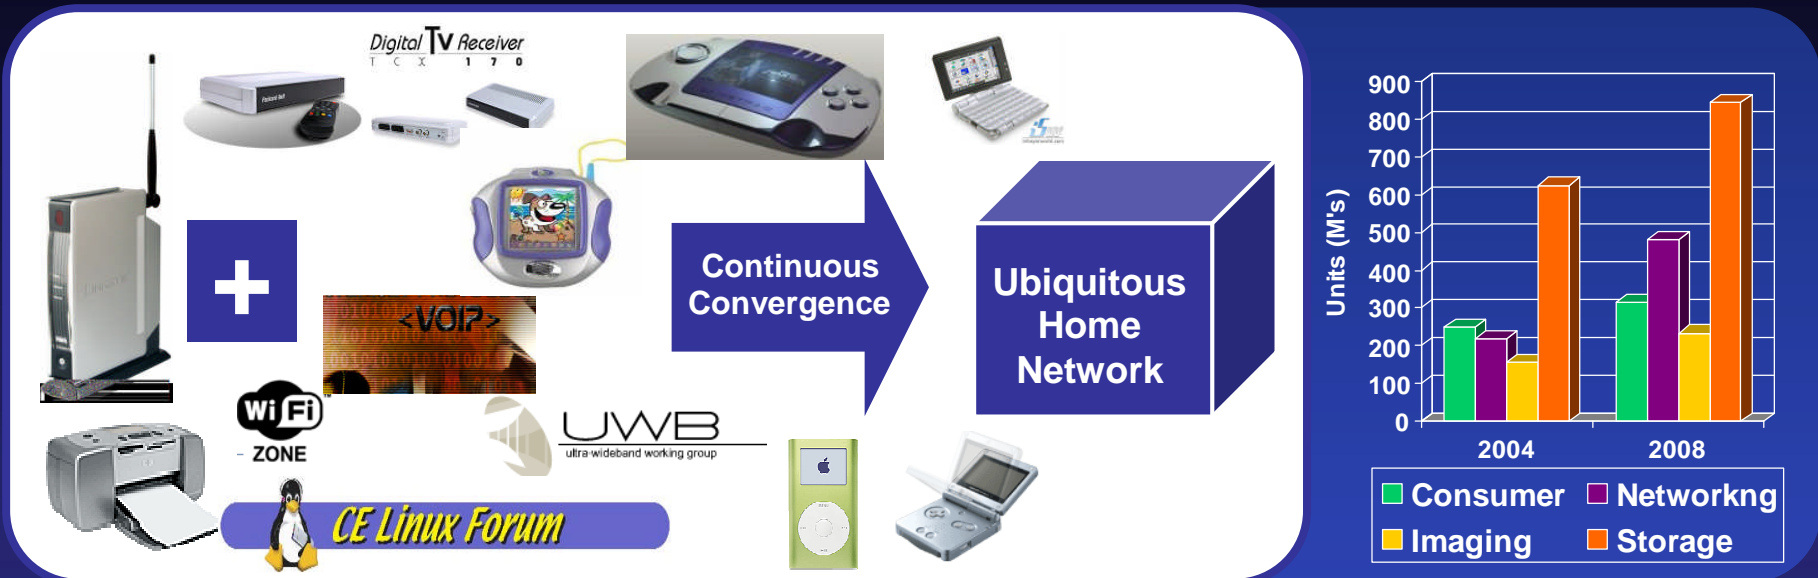 Digital TV Receiver
T C X 1 7 0
+
<VOIP>
Continuous
Convergence
Ubiquitous
Home
Network
Wi Fi
™
ZONE
UWB
ultra-wideband working group
CE Linux Forum
Units (M's)
900
800
700
600
500
400
300
200
100
0
2004
2008
Consumer
Networkng
Imaging
Storage